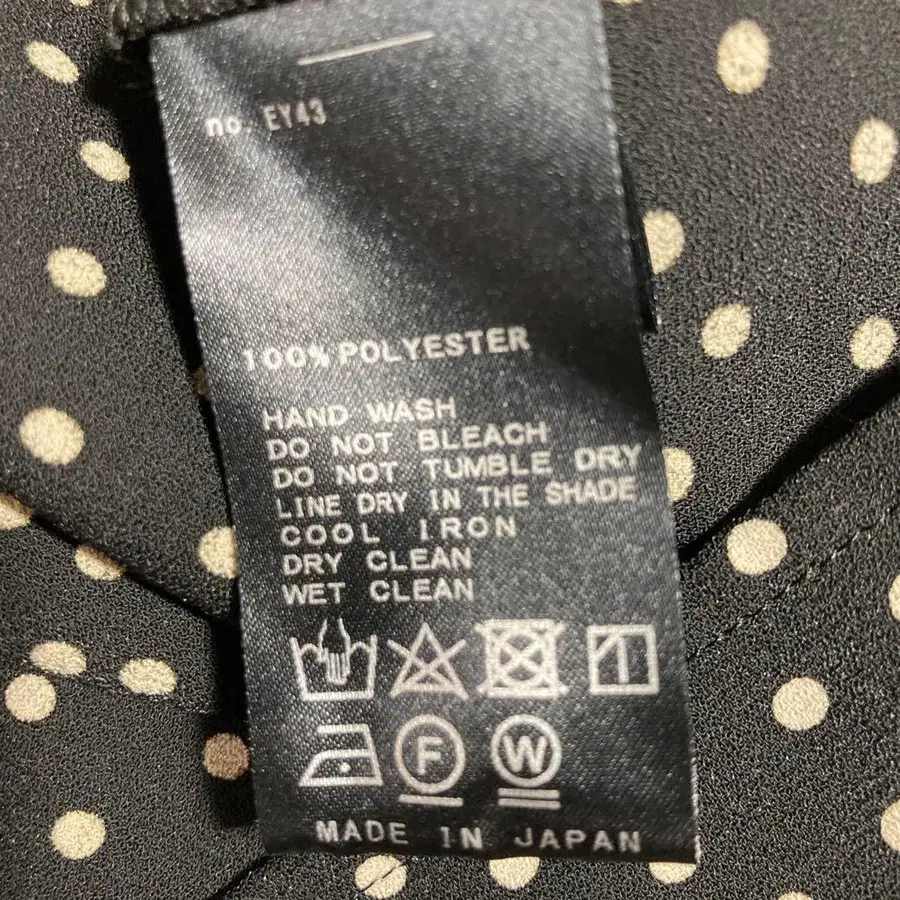 no. EY43
100% POLYESTER
HAND WASH
DO NOT BLEACH
DO NOT TUMBLE DRY
LINE DRY IN THE SHADE
COOL IRON
DRY CLEAN
WET CLEAN
F W
MADE IN JAPAN